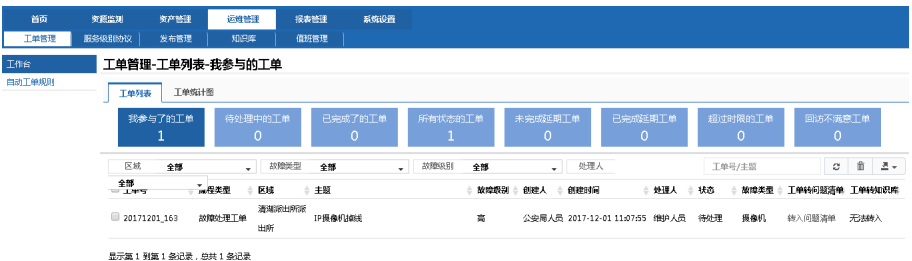 首页 资源监测 资产管理 运维管理 报表管理 系统设置
工单管理 服务级别协议 发布管理 知识库 值班管理
工作台
自动工单规则
工单管理-工单列表-我参与的工单
工单列表 工单统计图
我参与了的工单 待处理中的工单 已完成了的工单 所有状态的工单 未完成延期工单 已完成延期工单 超过时限的工单 回访不满意工单
1 0 0 1 0 0 0 0
区域 全部 故障类型 全部 故障级别 全部 处理人 工单号/主题
全部
工单号 流程类型 区域 主题 故障级别 创建人 创建时间 处理人 状态 故障类型 工单转问题清单 工单转知识库
20171201_163 故障处理工单 清湖派出所派出所 IP摄像机掉线 高 公安局人员 2017-12-01 11:07:55 维护人员 待处理 摄像机 转入问题清单 无法转入
显示第 1 到第 1 条记录，总共 1 条记录